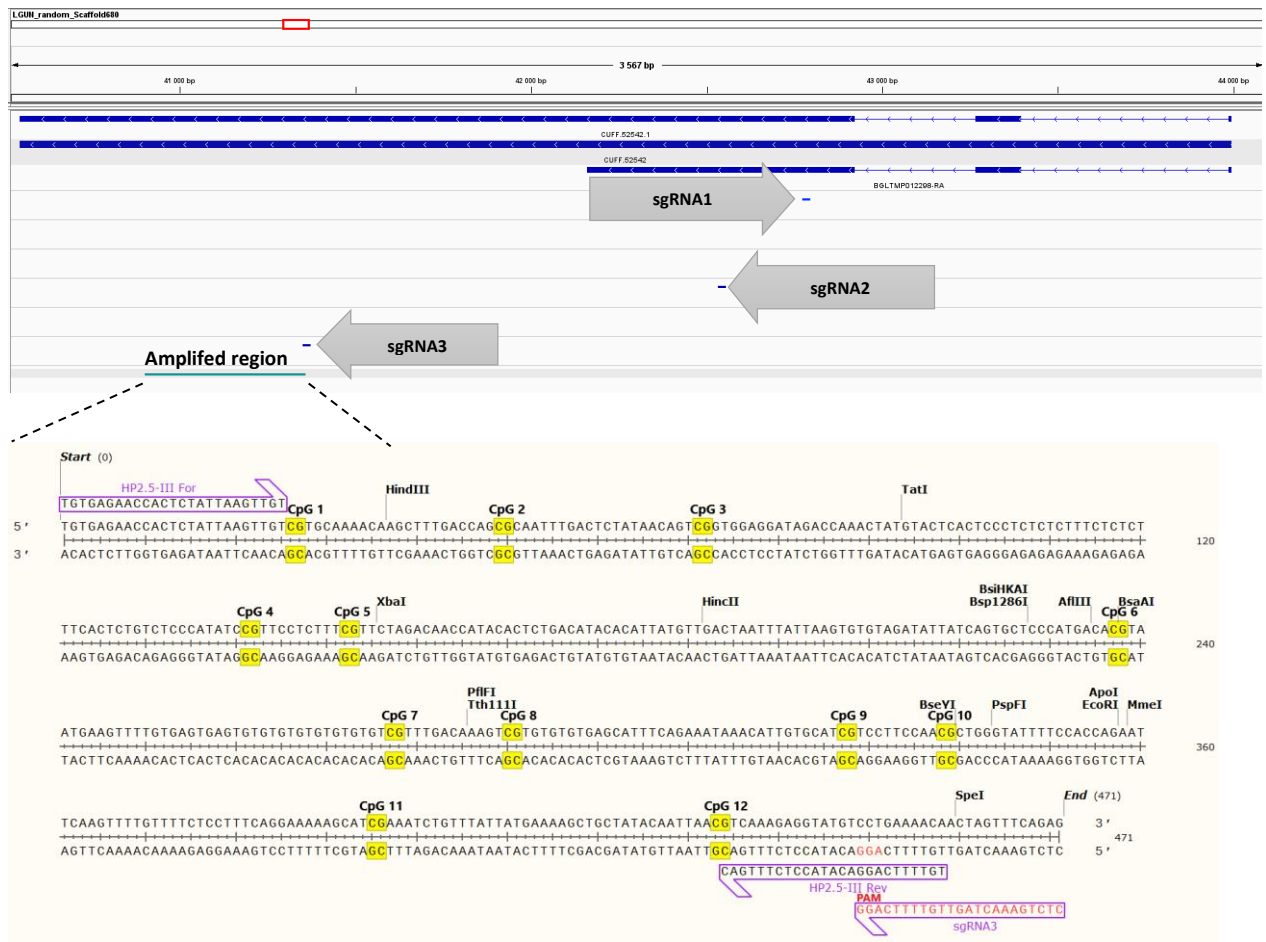 LGUN_random_Scaffold680
3 567 bp
41 000 bp 42 000 bp 43 000 bp 44 000 bp
CUFF.52542.1
CUFF.52542
BGLTMP012298-RA
sgRNA1
sgRNA2
sgRNA3
Amplifed region
Start (0)
HP2.5-III For
TGTGAGAACCACTCTATTAAGTTGT
CpG 1 HindIII CpG 2 CpG 3 TatI
5' TGTGAGAACCACTCTATTAAGTTGTCGTGCAAAACAAGCTTTGACCAGCGCAATTTGACTCTATAACAGTCGGTGGAGGATAGACCAAACTATGTACTCACTCCCTCTCTCTTTCTCTCT
120
3' ACACTCTTGGTGAGATAATTCAACAGCACGTTTTGTTCGAAACTGGTCGCGTTAAACTGAGATATTGTCAGCCACCTCCTATCTGGTTTGATACATGAGTGAGGGAGAGAGAAAGAGAGA
BsiHKAI
CpG 4 CpG 5 XbaI HincII Bsp1286I AflIII BsaAI
CpG 6
TTCACTCTGTCTCCCATATCCGTTCCTCTTTCGTTCTAGACAACCATACACTCTGACATACACATTATGTTGACTAATTTATTAAGTGTGTAGATATTATCAGTGCTCCCATGACACGTA
240
AAGTGAGACAGAGGGTATAGGCAAGGAGAAAGCAAGATCTGTTGGTATGTGAGACTGTATGTGTAATACAACTGATTAAATAATTCACACATCTATAATAGTCACGAGGGTACTGTGCAT
PflFI ApoI
Tth111I BseYI PspFI EcoRI MmeI
CpG 7 CpG 8 CpG 9 CpG 10
ATGAAGTTTTGTGAGTGAGTGTGTGTGTGTGTGTGTCGTTTGACAAAGTCGTGTGTGTGAGCATTTCAGAAATAAACATTGTGCATCGTCCTTCCAACGCTGGGTATTTTCCACCAGAAT
360
TACTTCAAAACACTCACTCACACACACACACACACAGCAAACTGTTTCAGCACACACACTCGTAAAGTCTTTATTTGTAACACGTAGCAGGAAGGTTGCGACCCATAAAAGGTGGTCTTA
CpG 11 CpG 12 SpeI End (471)
TCAAGTTTTGTTTTCTCCTTTCAGGAAAAAGCATCGAAATCTGTTTATTATGAAAAGCTGCTATACAATTAACGTCAAAGAGGTATGTCCTGAAAACAACTAGTTTCAGAG 3'
471
AGTTCAAAACAAAAGAGGAAAGTCCTTTTTCGTAGCTTTAGACAAATAATACTTTTCGACGATATGTTAATTGCAGTTTCTCCATACAGGACTTTTGTTGATCAAAGTCTC 5'
CAGTTTCTCCATACAGGACTTTTGT
HP2.5-III Rev
PAM
GGACTTTTGTTGATCAAAGTCTC
sgRNA3